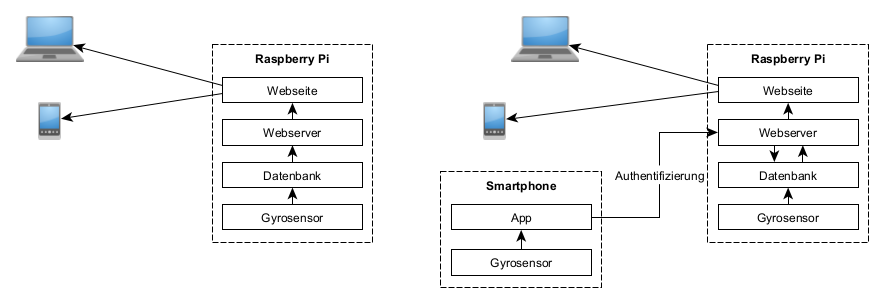 Raspberry Pi
Webseite
Webserver
Datenbank
Gyrosensor
Raspberry Pi
Webseite
Webserver
Datenbank
Gyrosensor
Authentifizierung
Smartphone
App
Gyrosensor